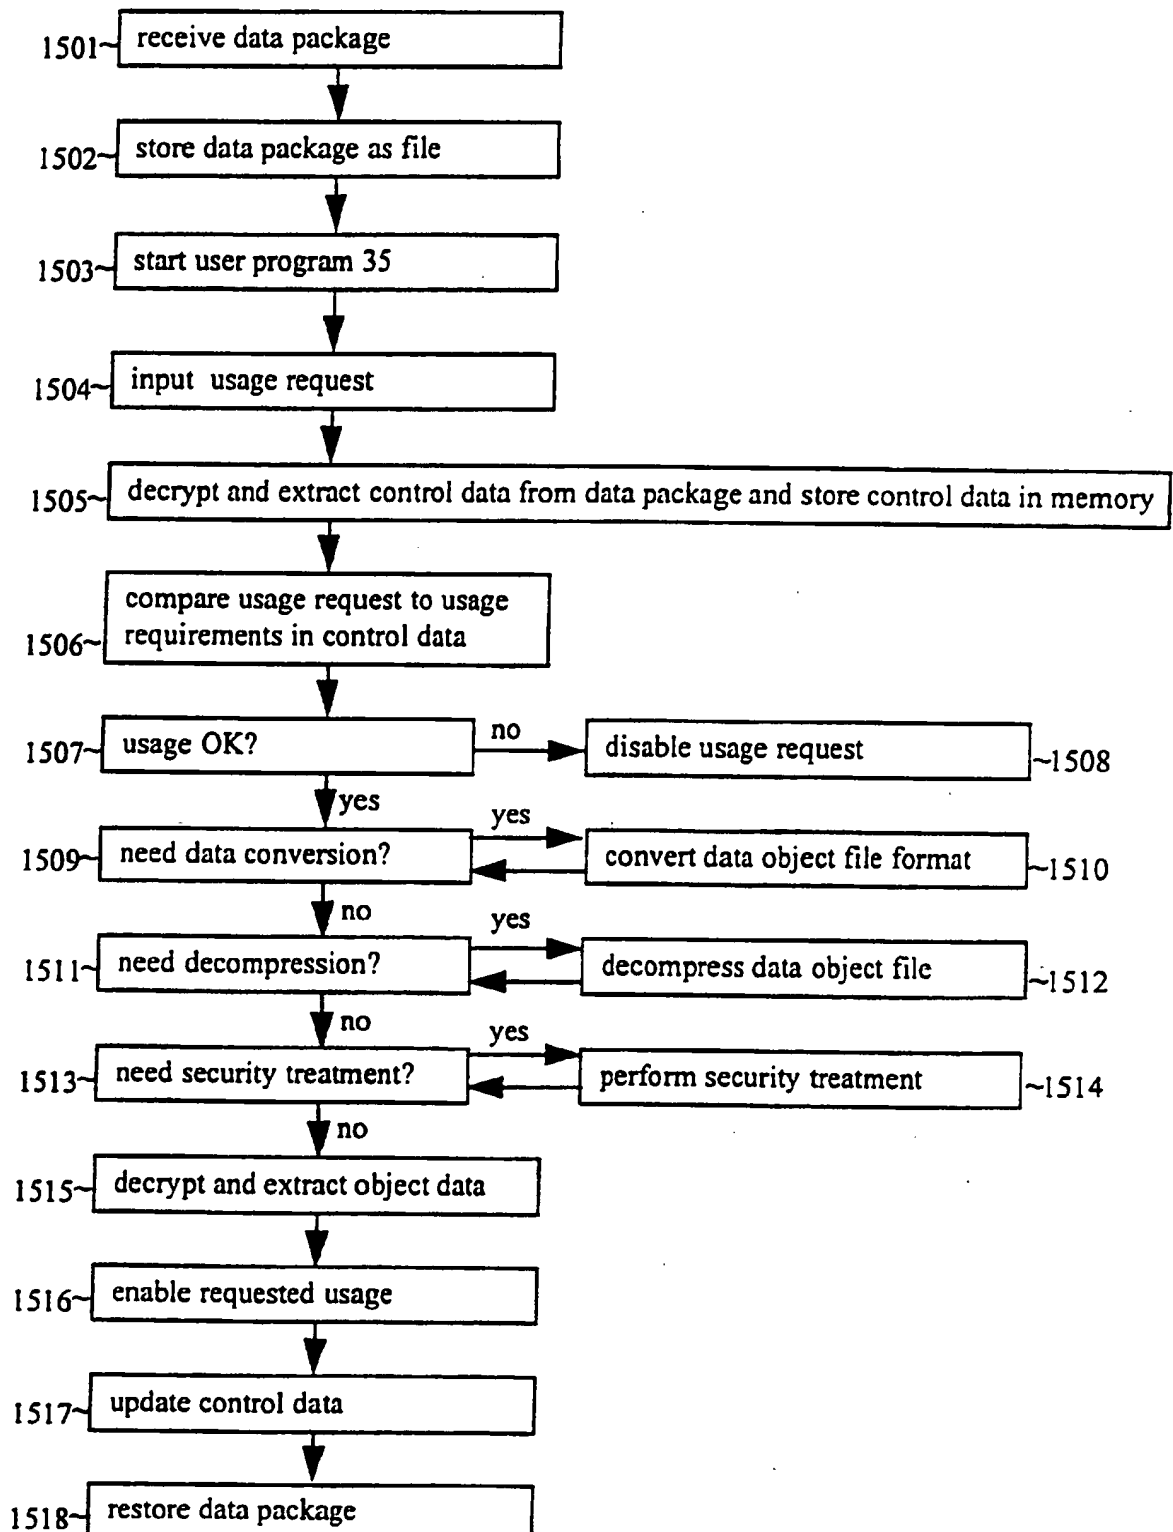 1501~ receive data package
1502~ store data package as file
1503~ start user program 35
1504~ input usage request
1505~ decrypt and extract control data from data package and store control data in memory
compare usage request to usage
1506~ requirements in control data
1507~ usage OK? no disable usage request ~1508
yes
1509~ need data conversion? yes convert data object file format ~1510
no
1511~ need decompression? yes decompress data object file ~1512
no
1513~ need security treatment? yes perform security treatment ~1514
no
1515~ decrypt and extract object data
1516~ enable requested usage
1517~ update control data
1518~ restore data package